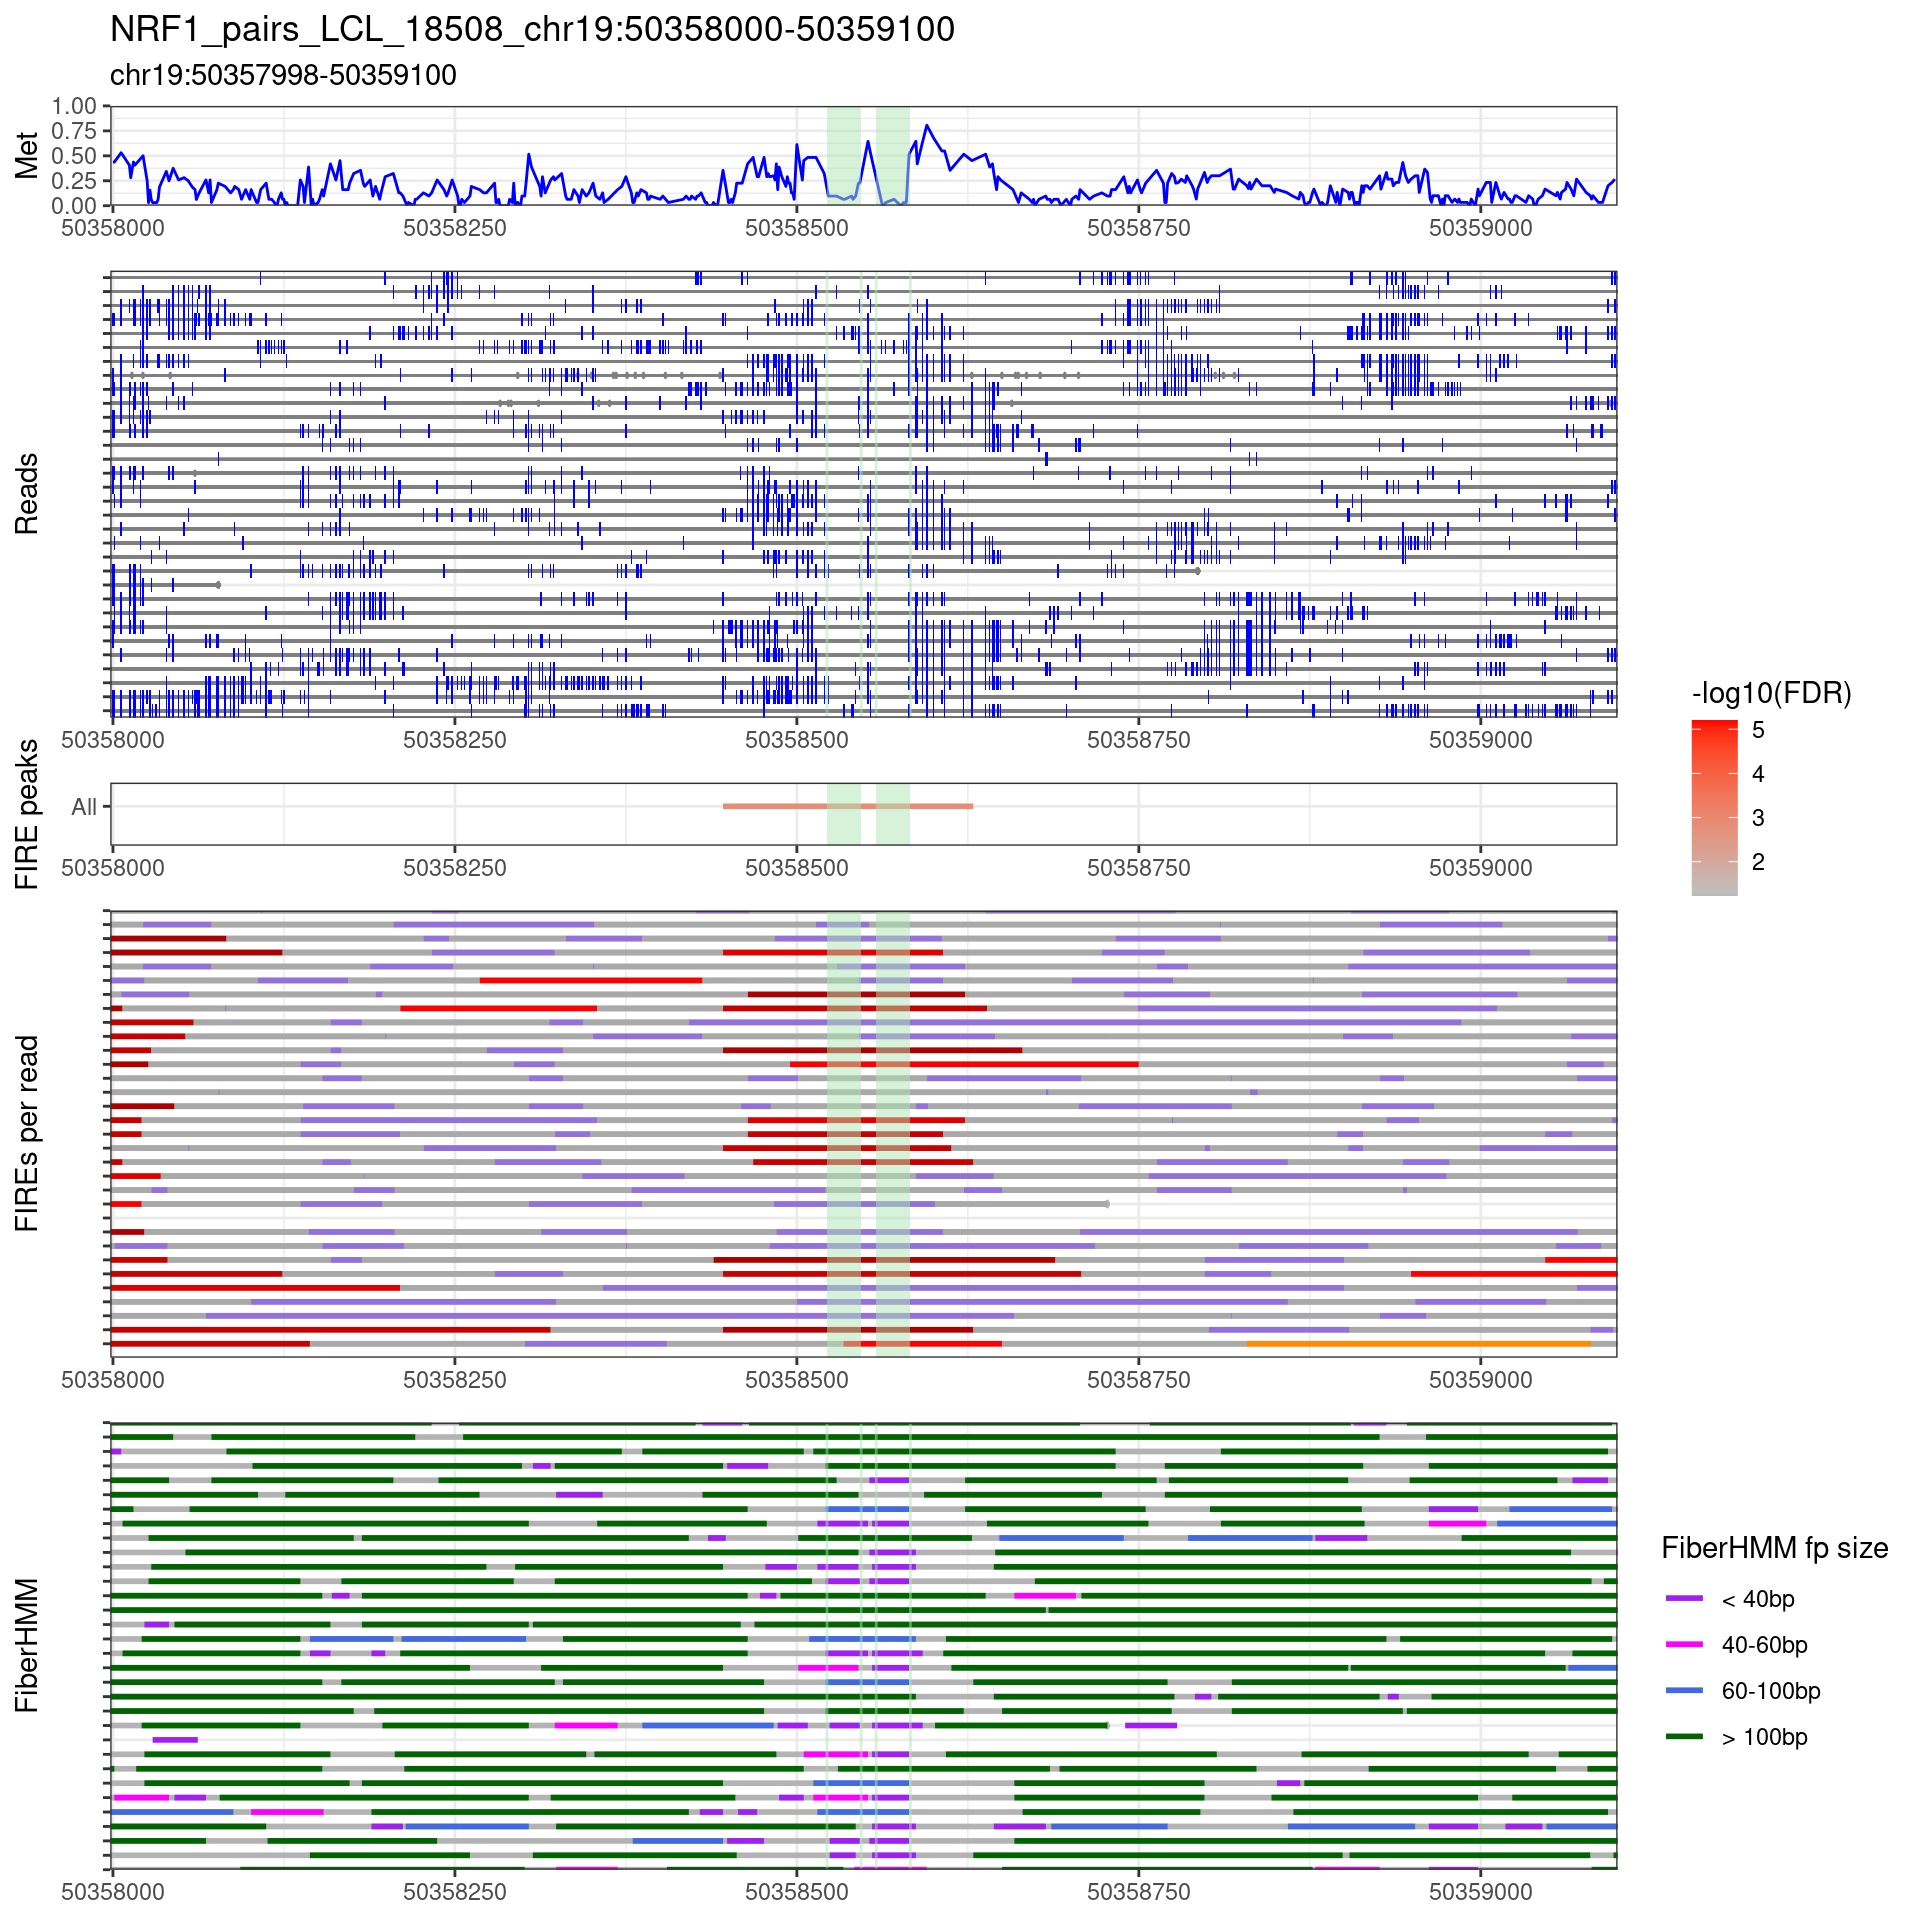 NRF1_pairs_LCL_18508_chr19:50358000-50359100
chr19:50357998-50359100
Met
1.00
0.75
0.50
0.25
0.00
50358000 50358250 50358500 50358750 50359000
Reads
50358000 50358250 50358500 50358750 50359000
FIRE peaks
All
50358000 50358250 50358500 50358750 50359000
-log10(FDR)
5
4
3
2
FIREs per read
50358000 50358250 50358500 50358750 50359000
FiberHMM
50358000 50358250 50358500 50358750 50359000
FiberHMM fp size
< 40bp
40-60bp
60-100bp
> 100bp